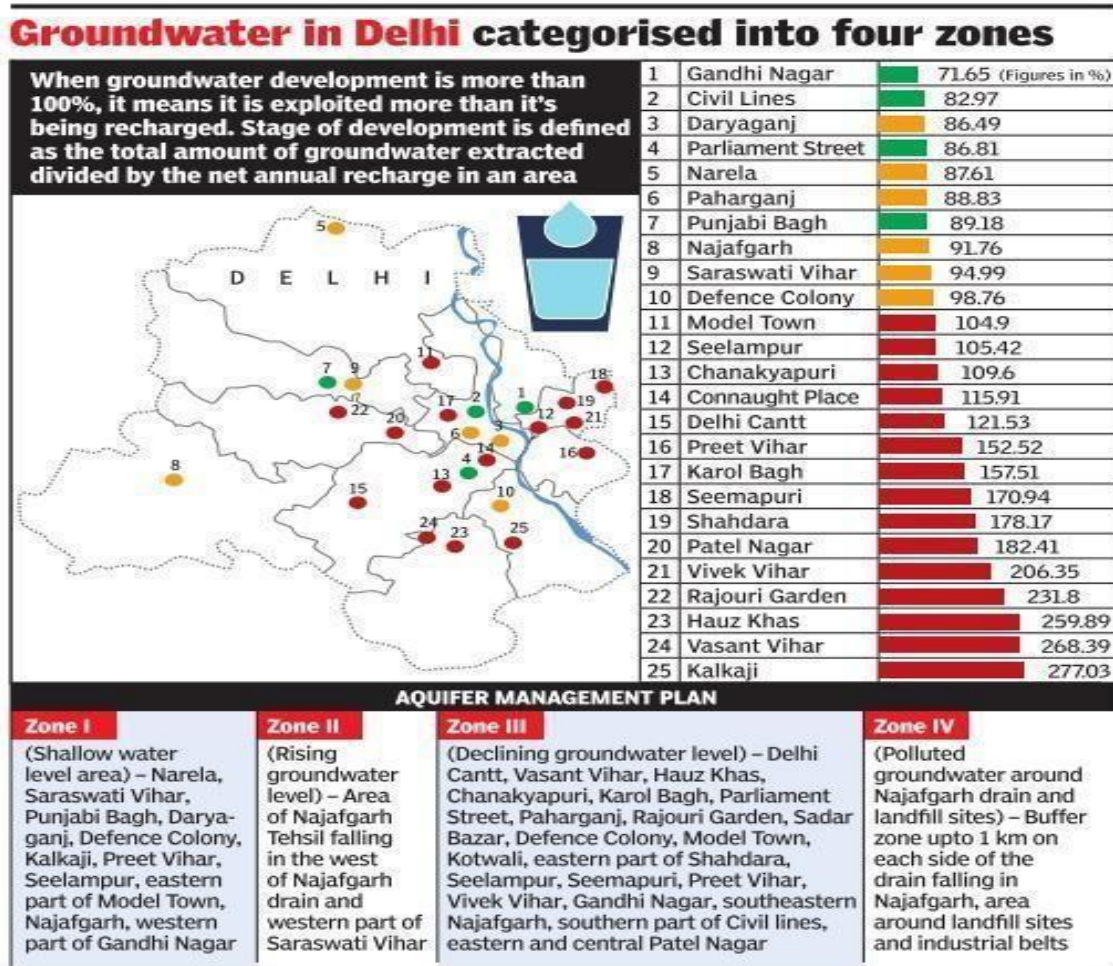 Groundwater in Delhi categorised into four zones
When groundwater development is more than
100%, it means it is exploited more than it's
being recharged. Stage of development is defined
as the total amount of groundwater extracted
divided by the net annual recharge in an area
1 Gandhi Nagar 71.65 (Figures in %)
2 Civil Lines 82.97
3 Daryaganj 86.49
4 Parliament Street 86.81
5 Narela 87.61
6 Paharganj 88.83
7 Punjabi Bagh 89.18
8 Najafgarh 91.76
9 Saraswati Vihar 94.99
10 Defence Colony 98.76
11 Model Town 104.9
12 Seelampur 105.42
13 Chanakyapuri 109.6
14 Connaught Place 115.91
15 Delhi Cantt 121.53
16 Preet Vihar 152.52
17 Karol Bagh 157.51
18 Seemapuri 170.94
19 Shahdara 178.17
20 Patel Nagar 182.41
21 Vivek Vihar 206.35
22 Rajouri Garden 231.8
23 Hauz Khas 259.89
24 Vasant Vihar 268.39
25 Kalkaji 277.03
5
DELHI
11
7 9
18
22
20
17
2
1
19
12
21
6
3
14
16
8
4
13
15
10
24
23
25
AQUIFER MANAGEMENT PLAN
Zone I
(Shallow water
level area) – Narela,
Saraswati Vihar,
Punjabi Bagh, Darya-
ganj, Defence Colony,
Kalkaji, Preet Vihar,
Seelampur, eastern
part of Model Town,
Najafgarh, western
part of Gandhi Nagar
Zone II
(Rising
groundwater
level) – Area
of Najafgarh
Tehsil falling
in the west
of Najafgarh
drain and
western part of
Saraswati Vihar
Zone III
(Declining groundwater level) – Delhi
Cantt, Vasant Vihar, Hauz Khas,
Chanakyapuri, Karol Bagh, Parliament
Street, Paharganj, Rajouri Garden, Sadar
Bazar, Defence Colony, Model Town,
Kotwali, eastern part of Shahdara,
Seelampur, Seemapuri, Preet Vihar,
Vivek Vihar, Gandhi Nagar, southeastern
Najafgarh, southern part of Civil lines,
eastern and central Patel Nagar
Zone IV
(Polluted
groundwater around
Najafgarh drain and
landfill sites) – Buffer
zone upto 1 km on
each side of the
drain falling in
Najafgarh, area
around landfill sites
and industrial belts